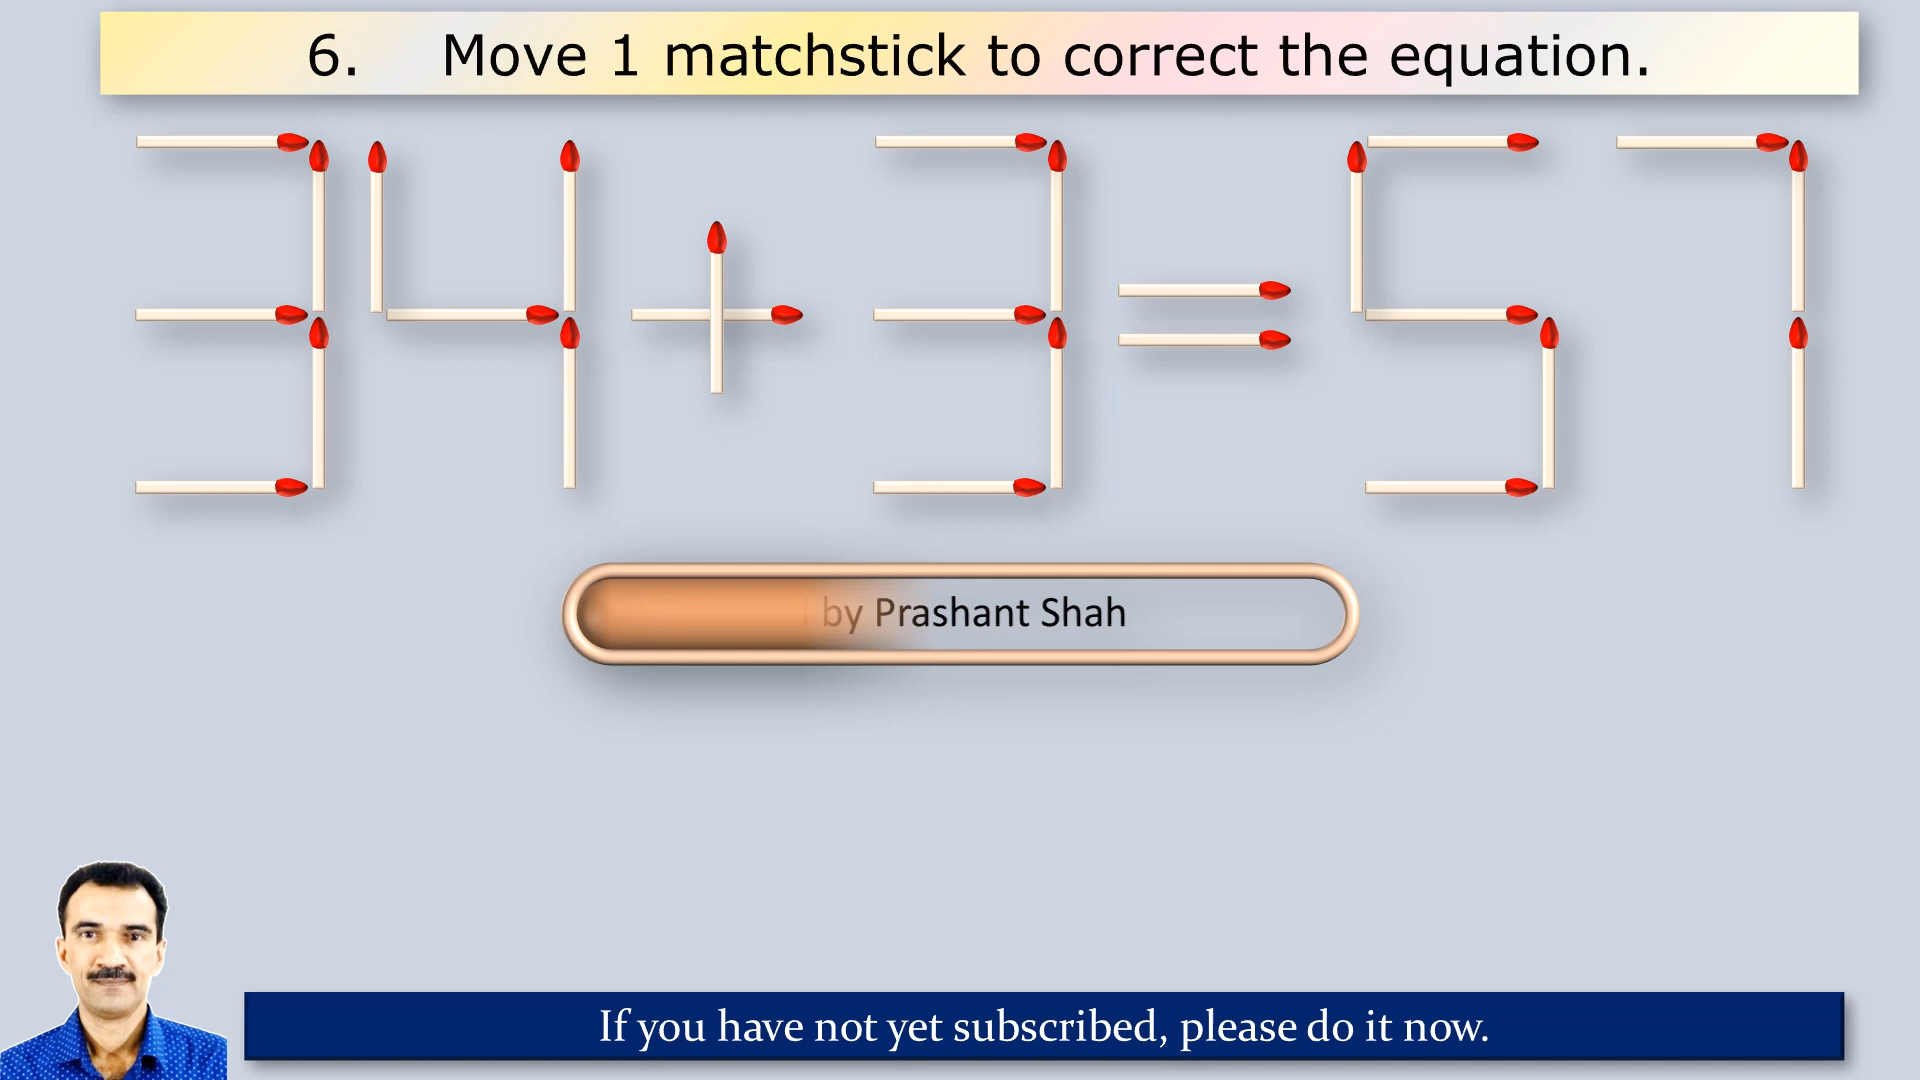 6. Move 1 matchstick to correct the equation.
34+3=57
by Prashant Shah
If you have not yet subscribed, please do it now.